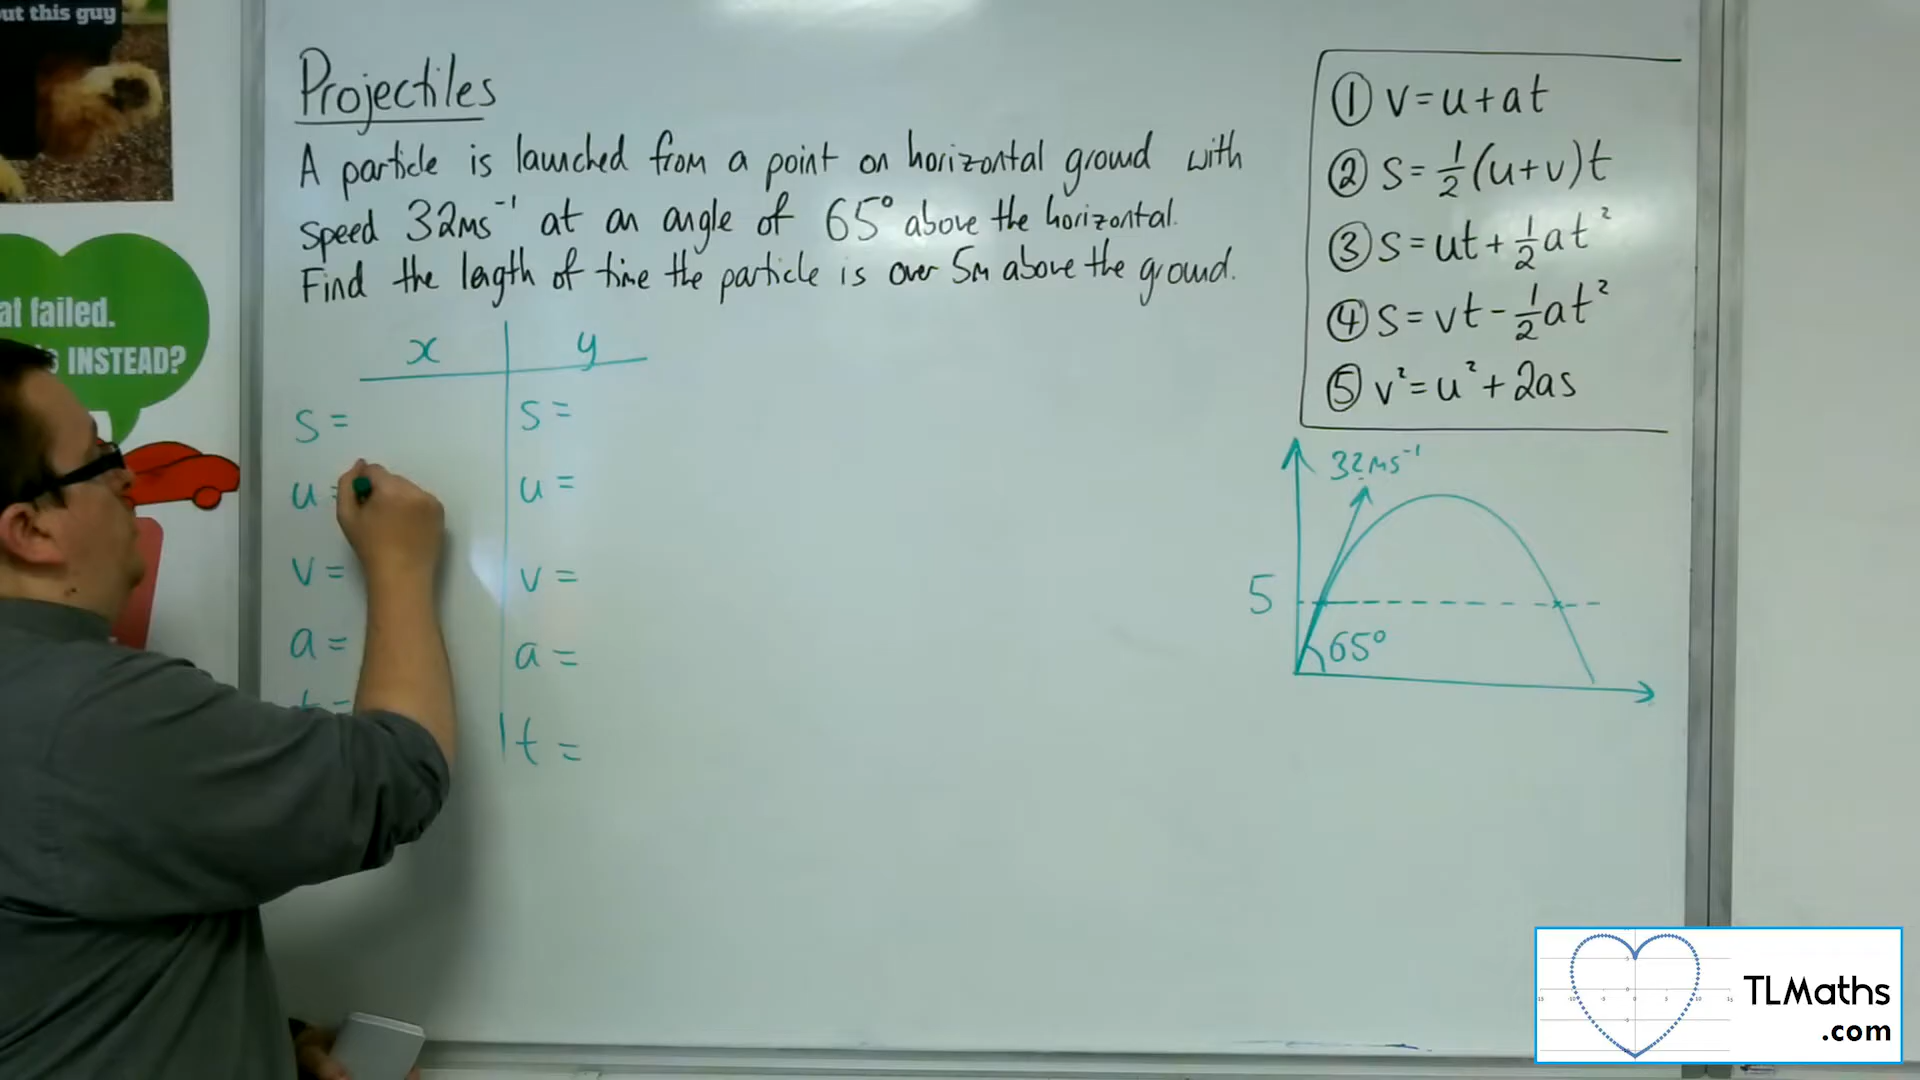 out this guy
at failed.
INSTEAD?
Projectiles
A particle is launched from a point on horizontal ground with
speed 32ms⁻¹ at an angle of 65° above the horizontal.
Find the length of time the particle is over 5m above the ground.
x y
s = s =
u = u =
v = v =
a = a =
t = t =
① v = u + at
② s = ½(u+v)t
③ s = ut + ½at²
④ s = vt - ½at²
⑤ v² = u² + 2as
32ms⁻¹
5
65°
TLMaths
.com